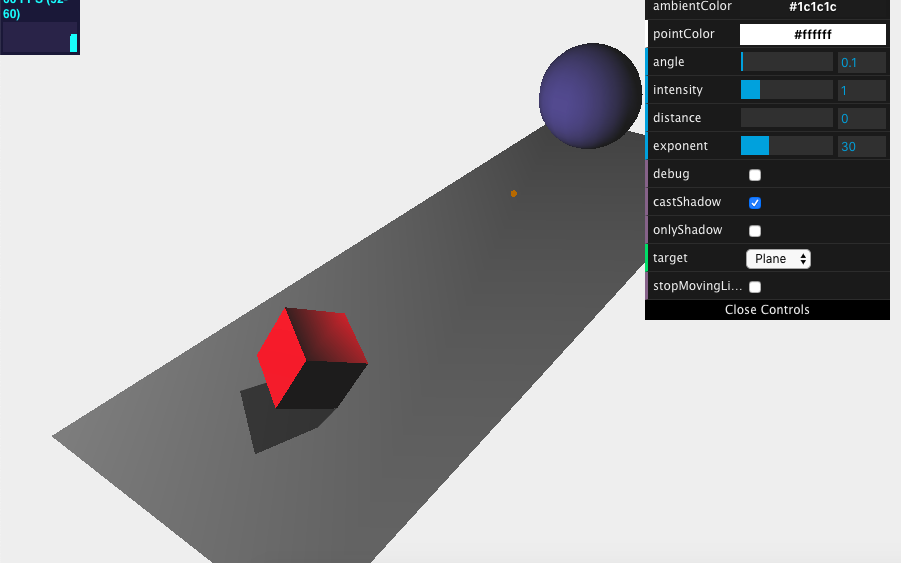 60)
ambientColor #1c1c1c
pointColor #ffffff
angle 0.1
intensity 1
distance 0
exponent 30
debug
castShadow
onlyShadow
target Plane
stopMovingLi...
Close Controls